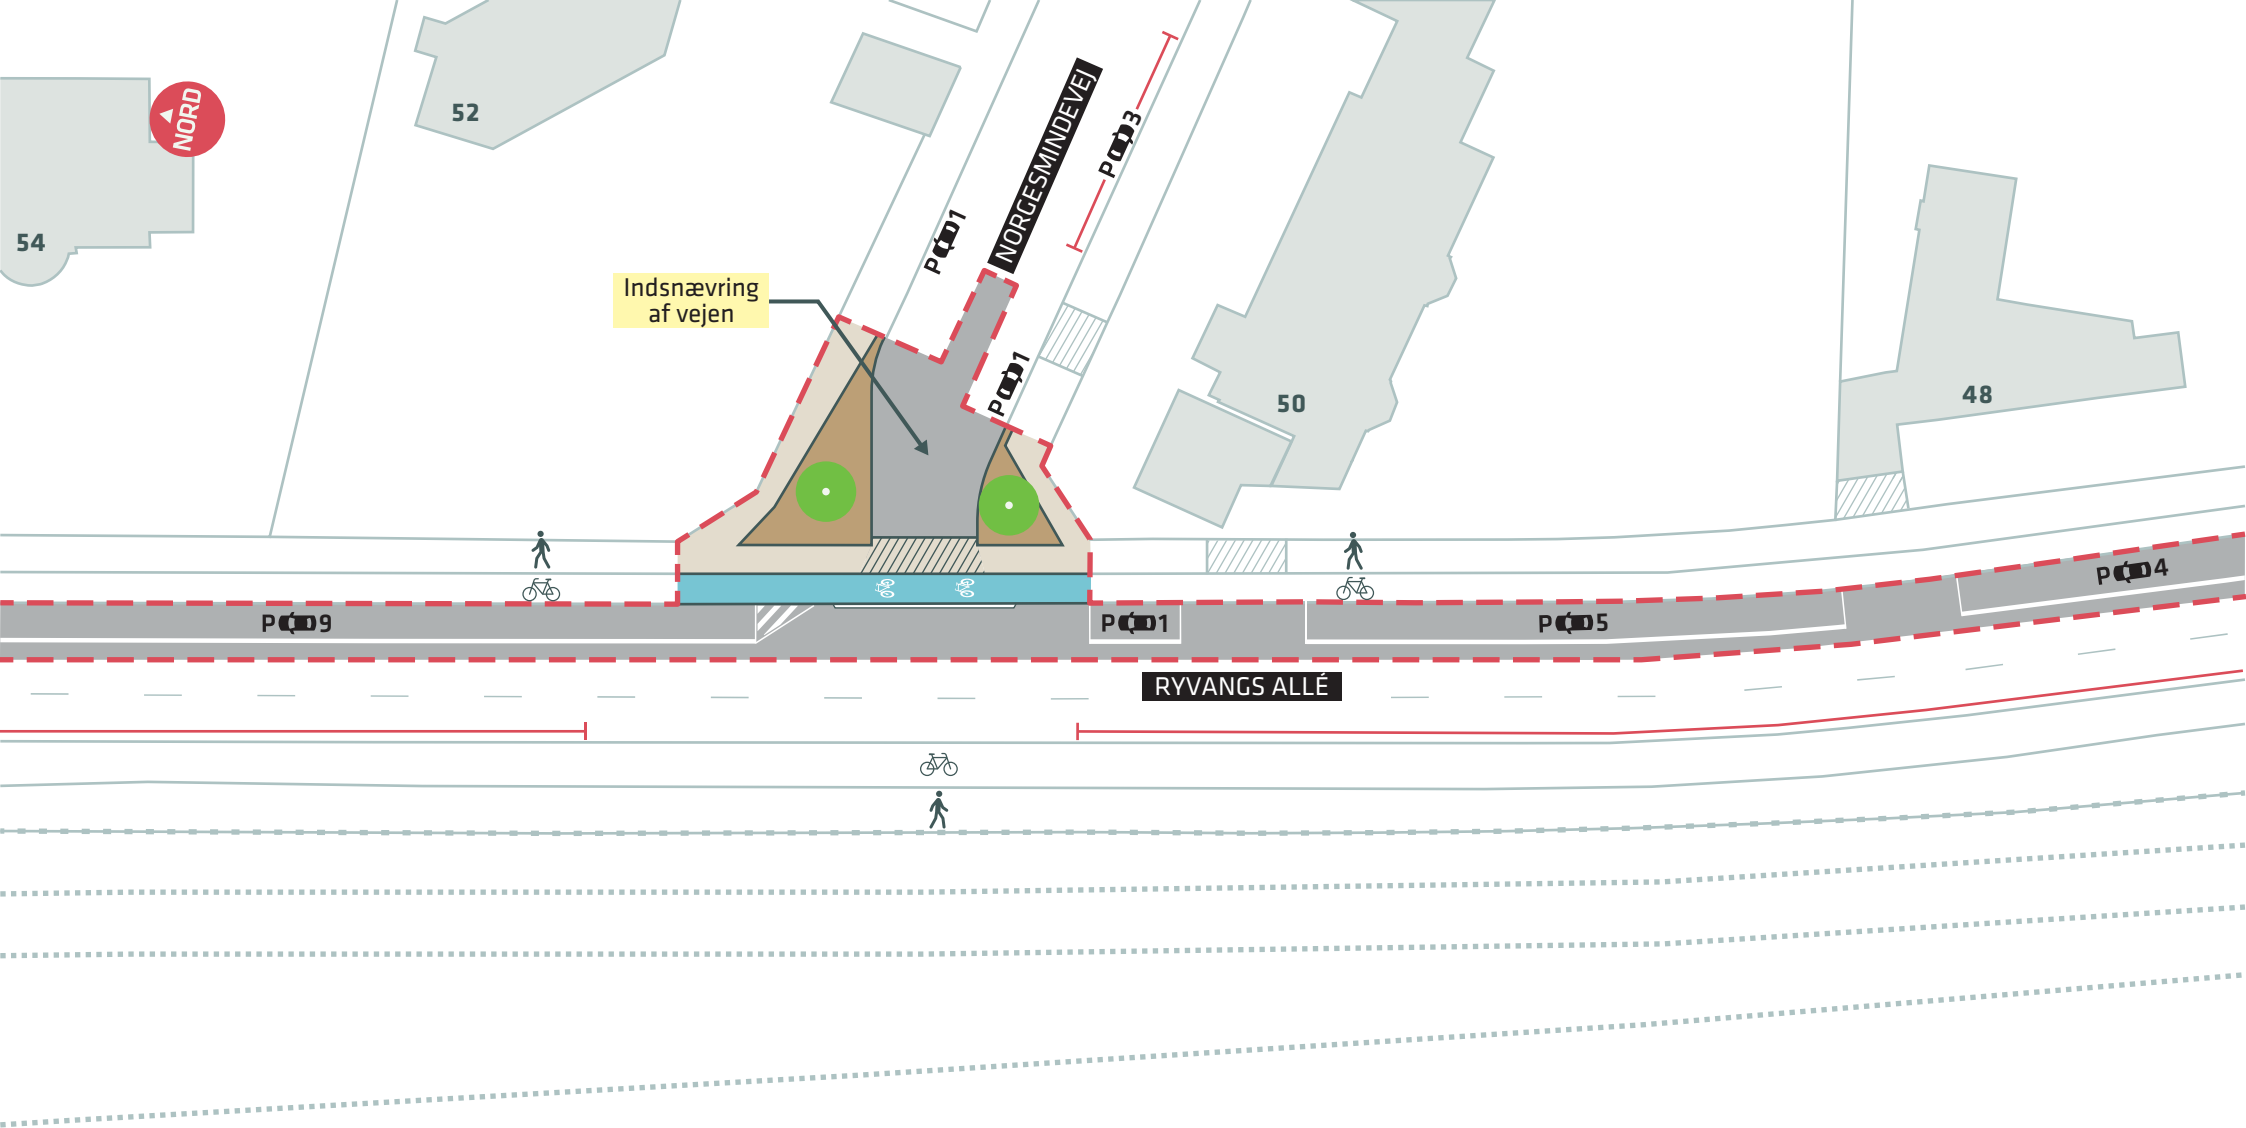 NORD
52
54
NORGESMINDEVEJ
P 3
P 1
Indsnævring
af vejen
P 1
50
48
P 9
P 1
P 5
P 4
RYVANGS ALLÉ